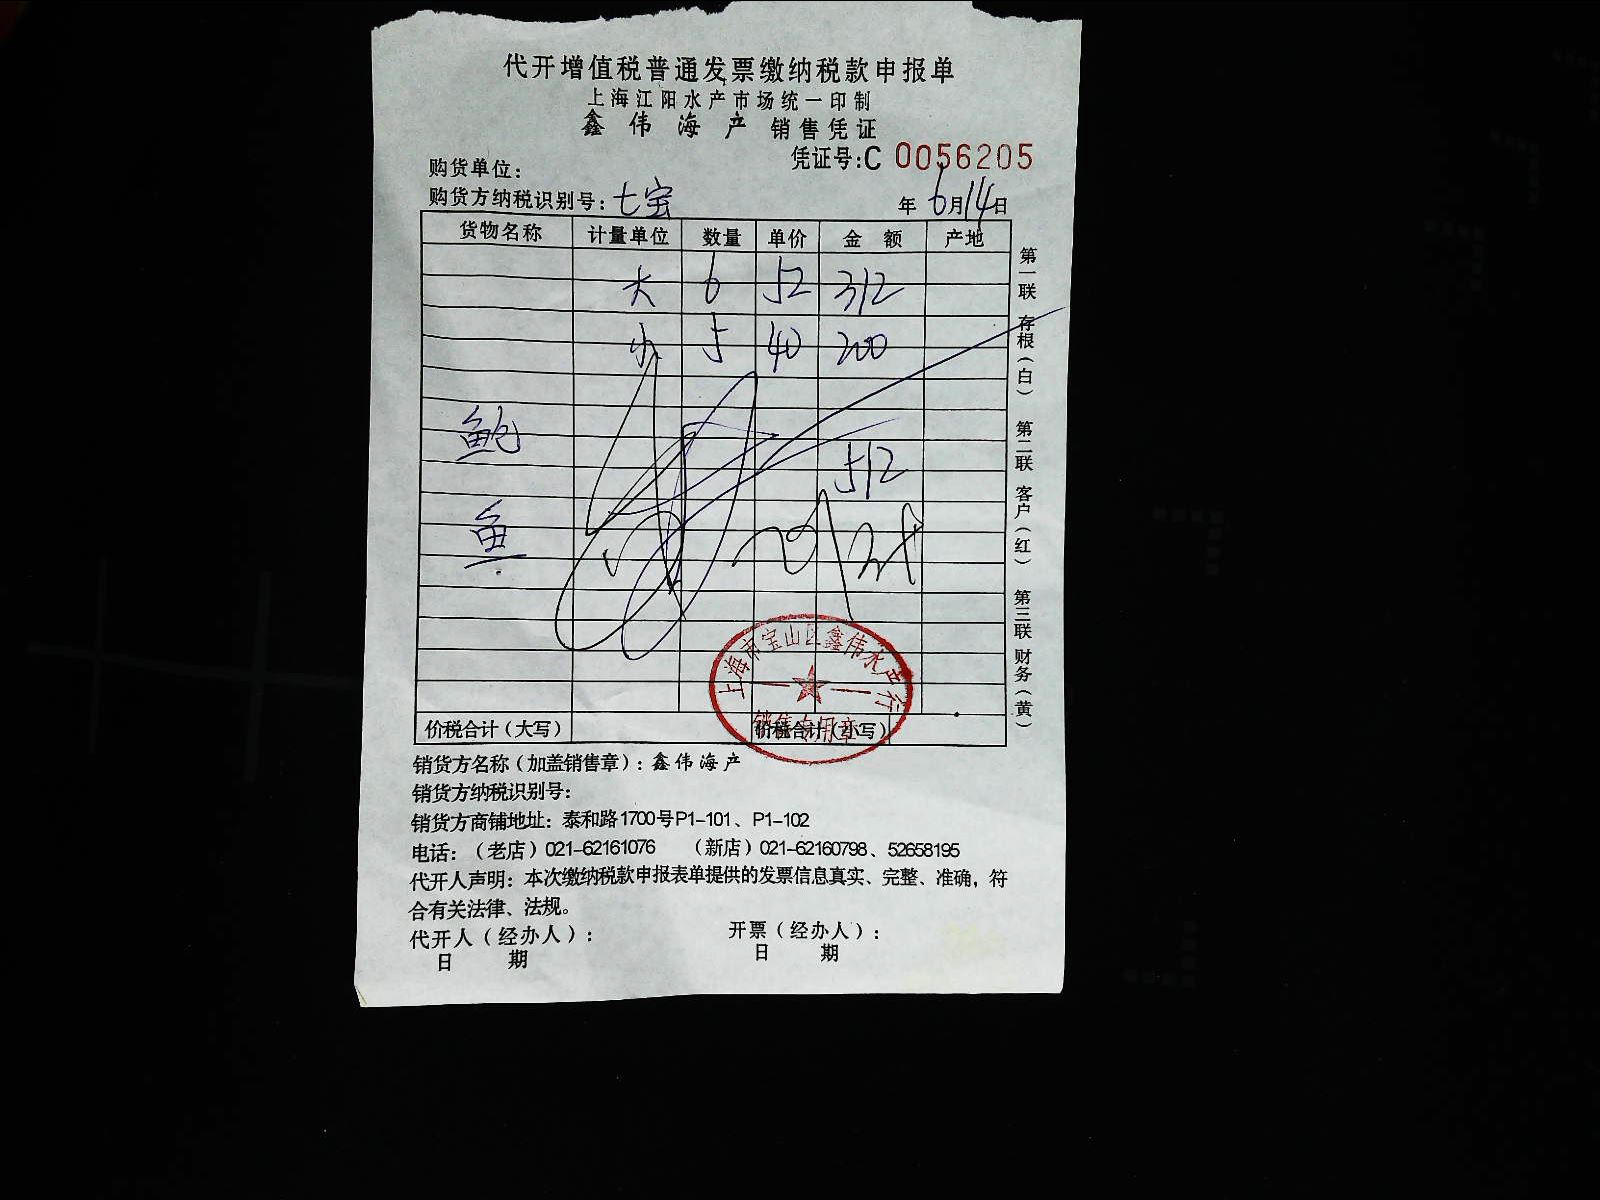 代开增值税普通发票缴纳税款申报单
上海江阳水产市场统一印制
鑫伟海产销售凭证
凭证号:C 0056205
购货单位:
购货方纳税识别号: 七宝 年 6月14日
货物名称 计量单位 数量 单价 金额 产地
大 6 52 312
小 5 40 200
鲍
512
鱼
价税合计(大写) 价税合计(小写)
上海市宝山区鑫伟水产行
销售专用章
第一联 存根(白) 第二联 客户(红) 第三联 财务(黄)
销货方名称(加盖销售章): 鑫伟海产
销货方纳税识别号:
销货方商铺地址: 泰和路1700号P1-101、P1-102
电话:(老店)021-62161076 (新店)021-62160798、52658195
代开人声明: 本次缴纳税款申报表单提供的发票信息真实、完整、准确,符
合有关法律、法规。
代开人(经办人): 开票(经办人):
日 期 日 期